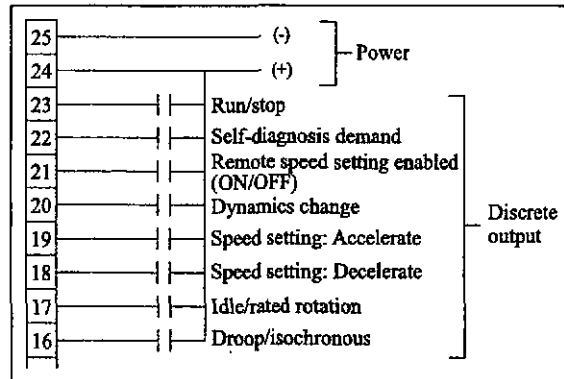 25 (-)
Power
24 (+)
23 Run/stop
22 Self-diagnosis demand
21 Remote speed setting enabled
(ON/OFF)
20 Dynamics change
Discrete
output
19 Speed setting: Accelerate
18 Speed setting: Decelerate
17 Idle/rated rotation
16 Droop/isochronous